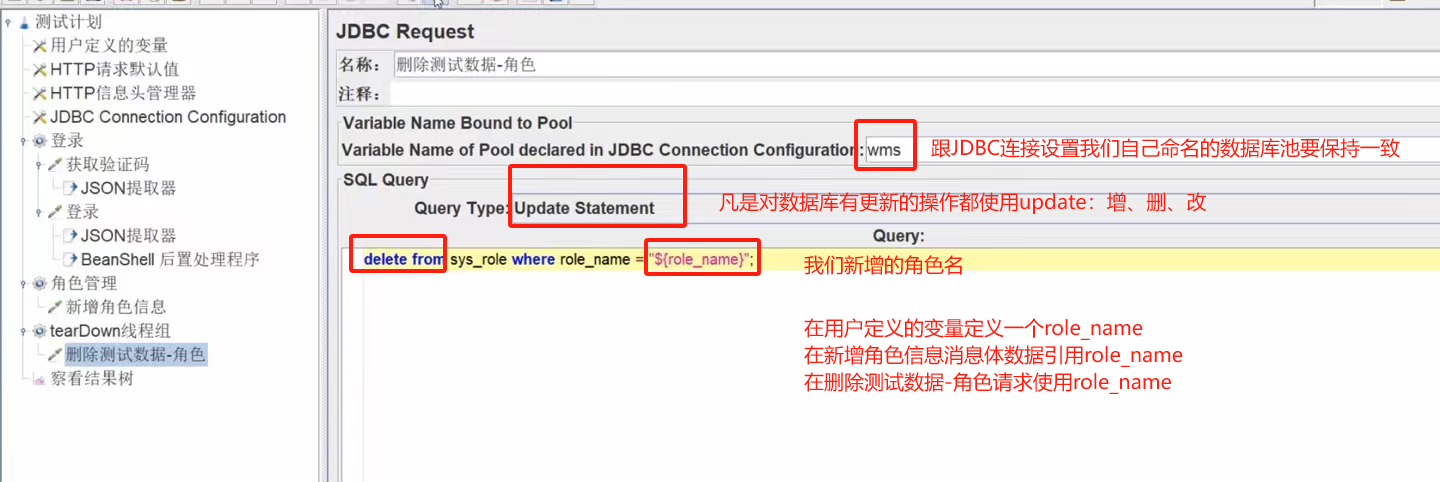 测试计划
用户定义的变量
HTTP请求默认值
HTTP信息头管理器
JDBC Connection Configuration
登录
获取验证码
JSON提取器
登录
JSON提取器
BeanShell 后置处理程序
角色管理
新增角色信息
tearDown线程组
删除测试数据-角色
察看结果树
JDBC Request
名称： 删除测试数据-角色
注释：
Variable Name Bound to Pool
Variable Name of Pool declared in JDBC Connection Configuration: wms 跟JDBC连接设置我们自己命名的数据库池要保持一致
SQL Query
Query Type: Update Statement 凡是对数据库有更新的操作都使用update：增、删、改
Query:
delete from sys_role where role_name = "${role_name}"; 我们新增的角色名
在用户定义的变量定义一个role_name
在新增角色信息消息体数据引用role_name
在删除测试数据-角色请求使用role_name